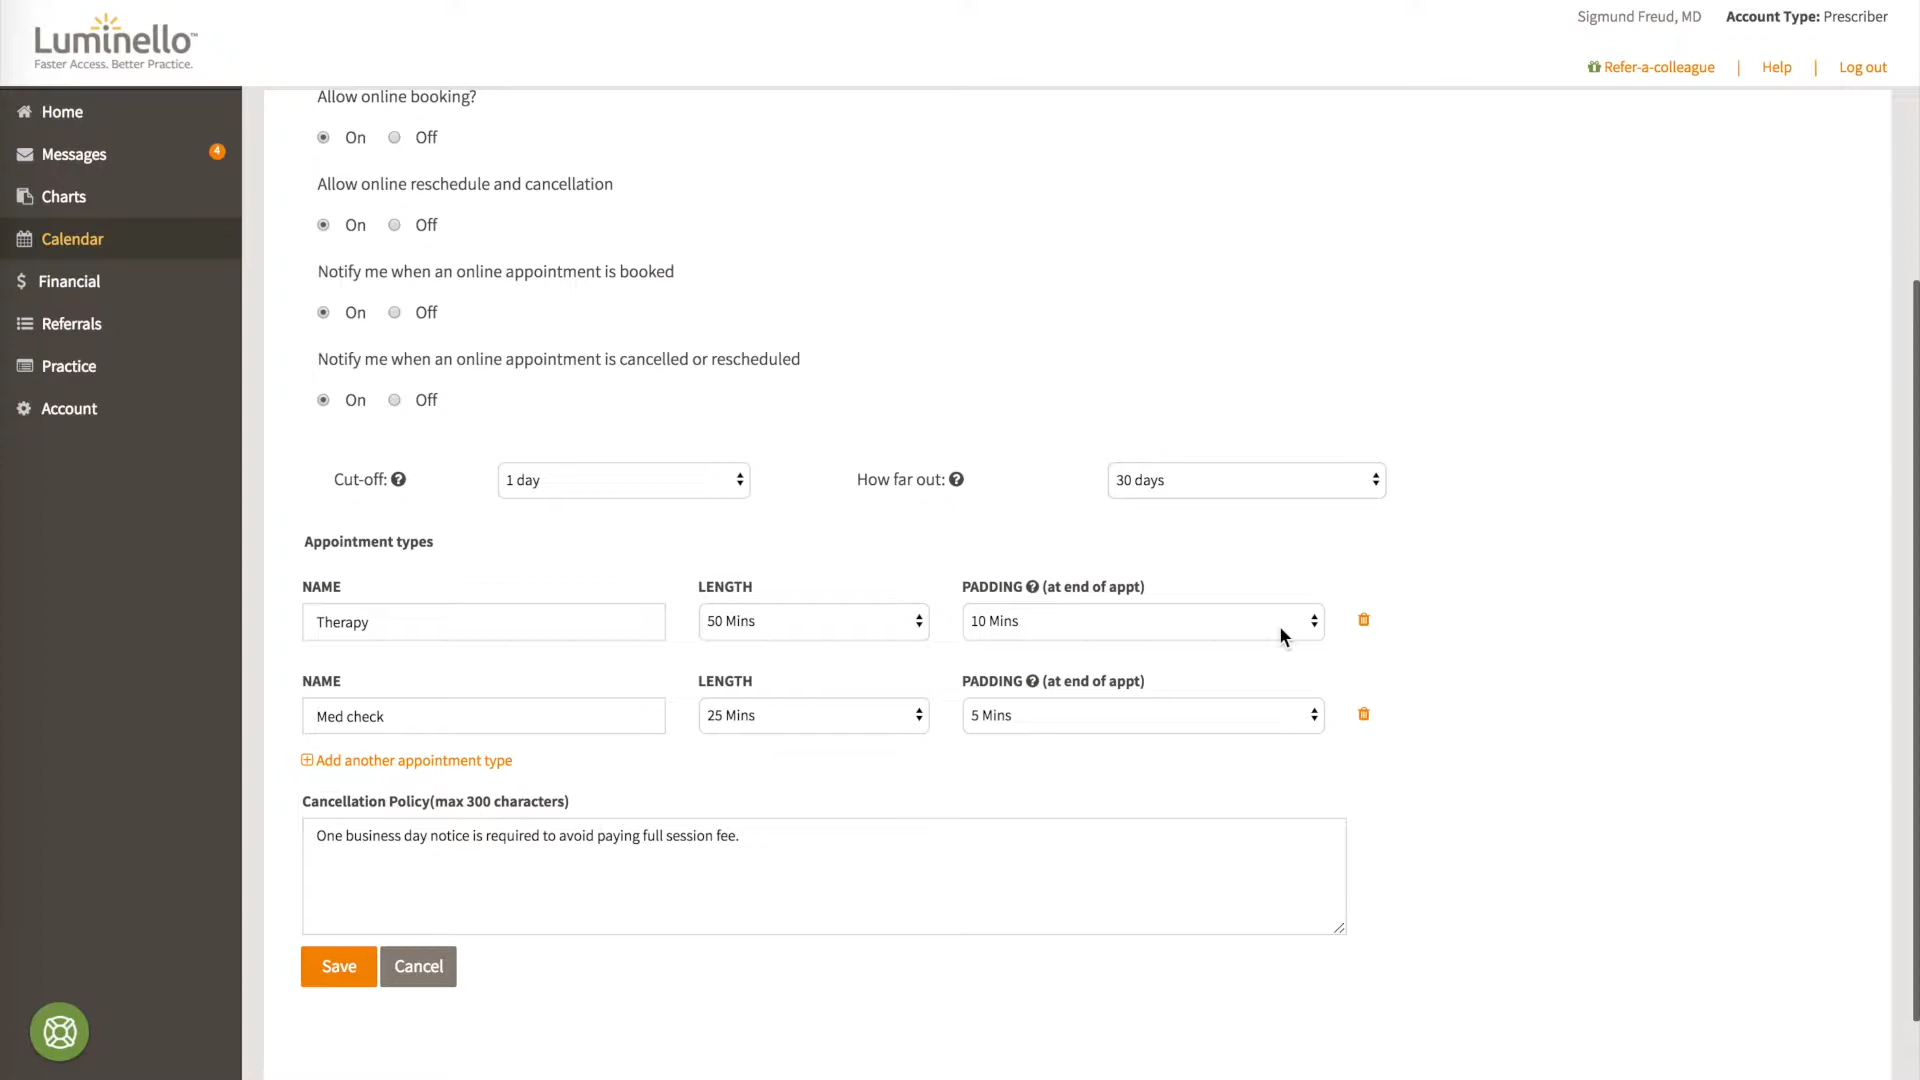 Luminello™
Faster Access. Better Practice.
Sigmund Freud, MD Account Type: Prescriber
Refer-a-colleague | Help | Log out
Home
Messages 4
Charts
Calendar
Financial
Referrals
Practice
Account
Allow online booking?
On Off
Allow online reschedule and cancellation
On Off
Notify me when an online appointment is booked
On Off
Notify me when an online appointment is cancelled or rescheduled
On Off
Cut-off: ? 1 day How far out: ? 30 days
Appointment types
NAME LENGTH PADDING ? (at end of appt)
Therapy 50 Mins 10 Mins
NAME LENGTH PADDING ? (at end of appt)
Med check 25 Mins 5 Mins
Add another appointment type
Cancellation Policy(max 300 characters)
One business day notice is required to avoid paying full session fee.
Save Cancel